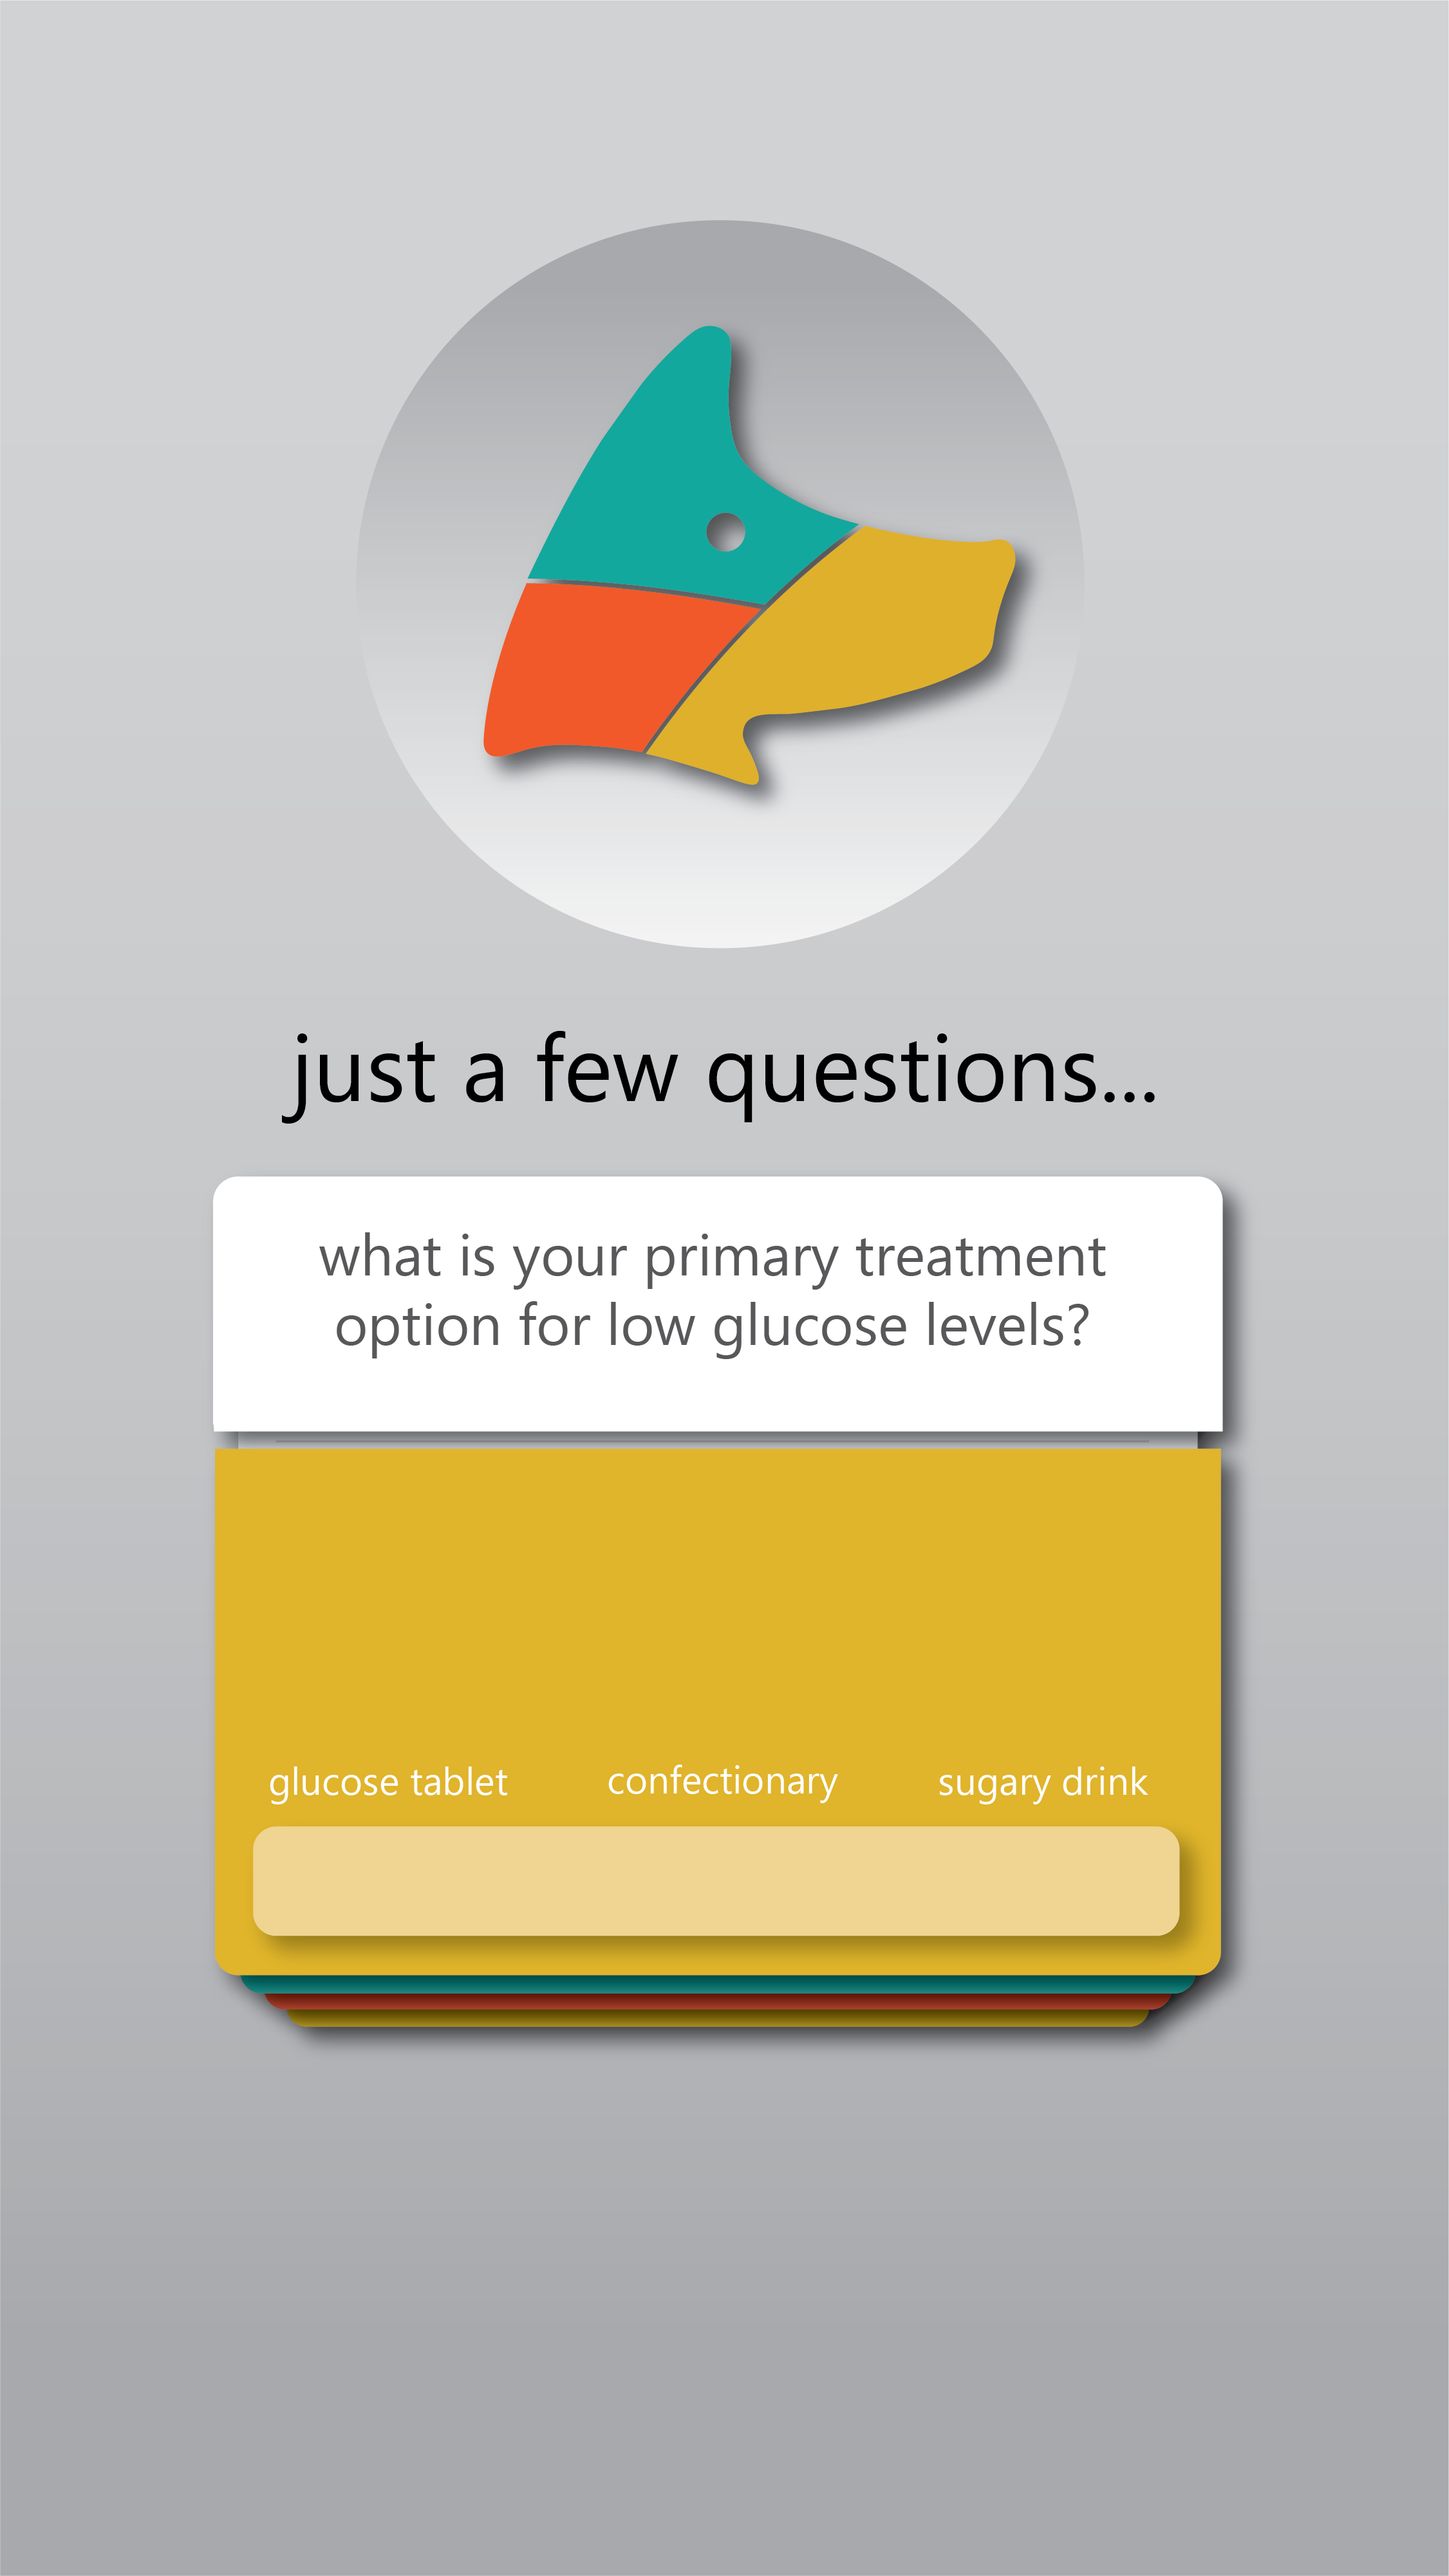 just a few questions...
what is your primary treatment
option for low glucose levels?
glucose tablet confectionary sugary drink